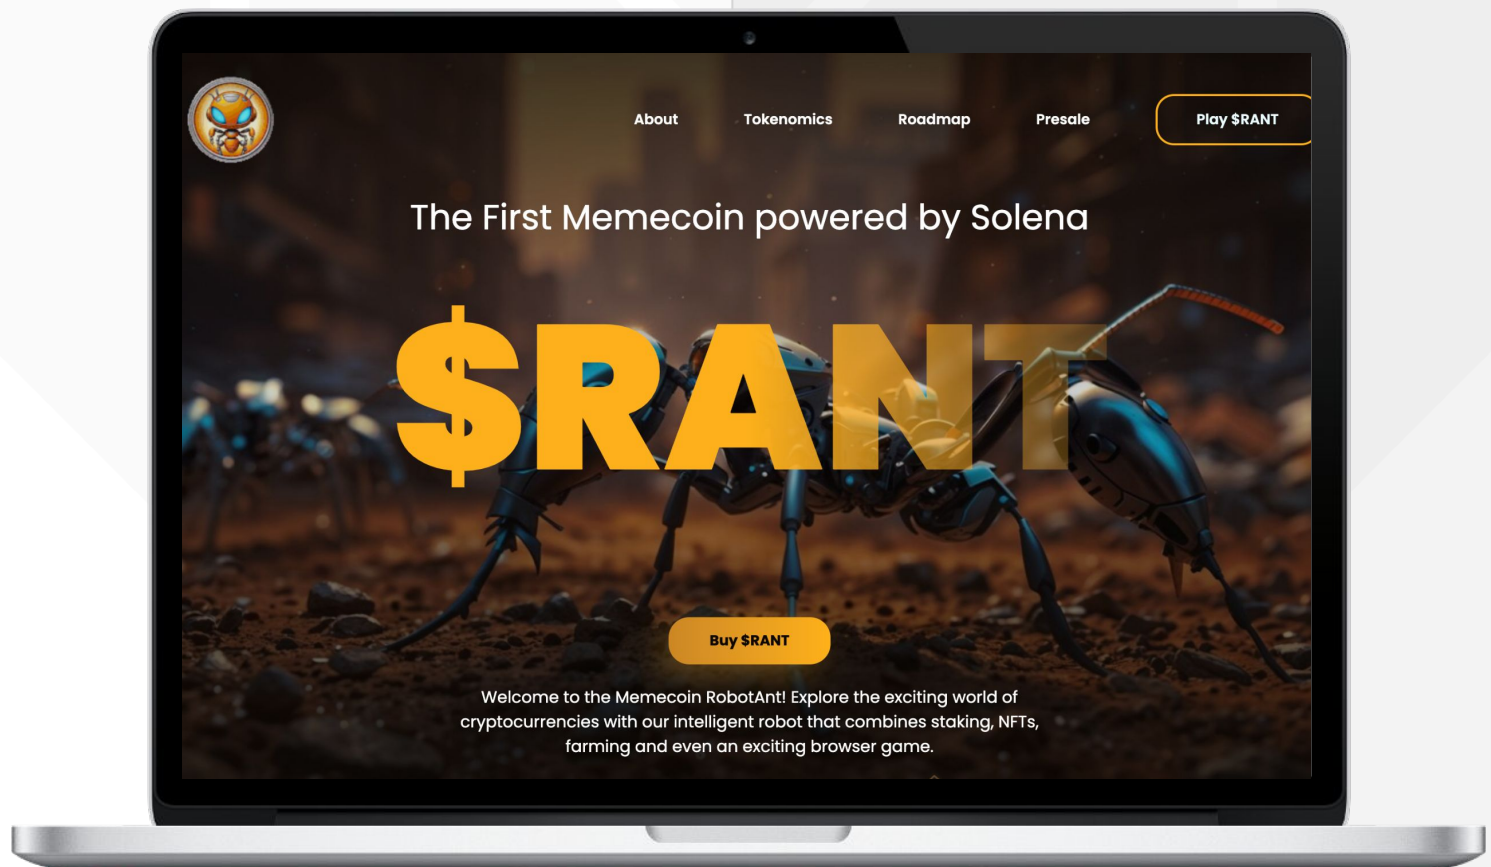 About Tokenomics Roadmap Presale Play $RANT
The First Memecoin powered by Solena
$RANT
Buy $RANT
Welcome to the Memecoin RobotAnt! Explore the exciting world of
cryptocurrencies with our intelligent robot that combines staking, NFTs,
farming and even an exciting browser game.